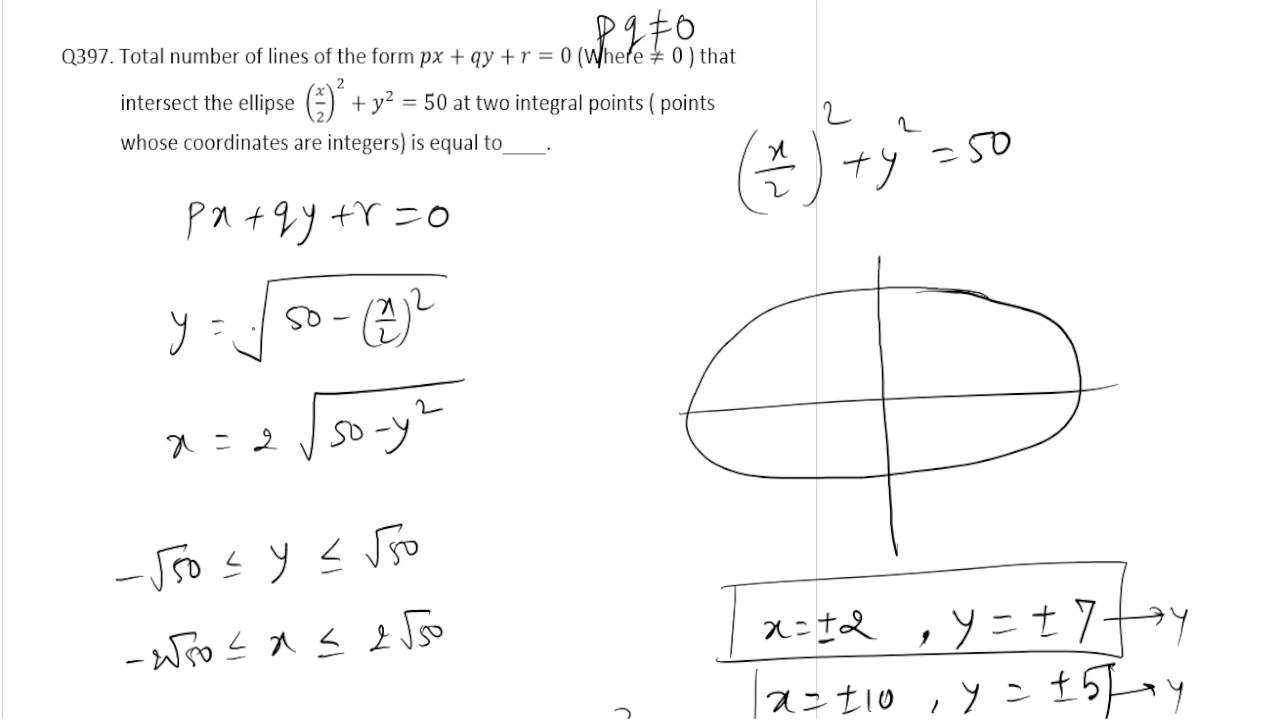 pq≠0
Q397. Total number of lines of the form px + qy + r = 0 (Where ≠ 0 ) that
intersect the ellipse (x/2)² + y² = 50 at two integral points ( points
whose coordinates are integers) is equal to____.
(x/2)² + y² = 50
px + qy + r = 0
y = √(50 − (x/2)²)
x = 2√(50 − y²)
−√50 ≤ y ≤ √50
−2√50 ≤ x ≤ 2√50
x = ±2 , y = ± 7 → y
x = ±10 , y = ±5 → y